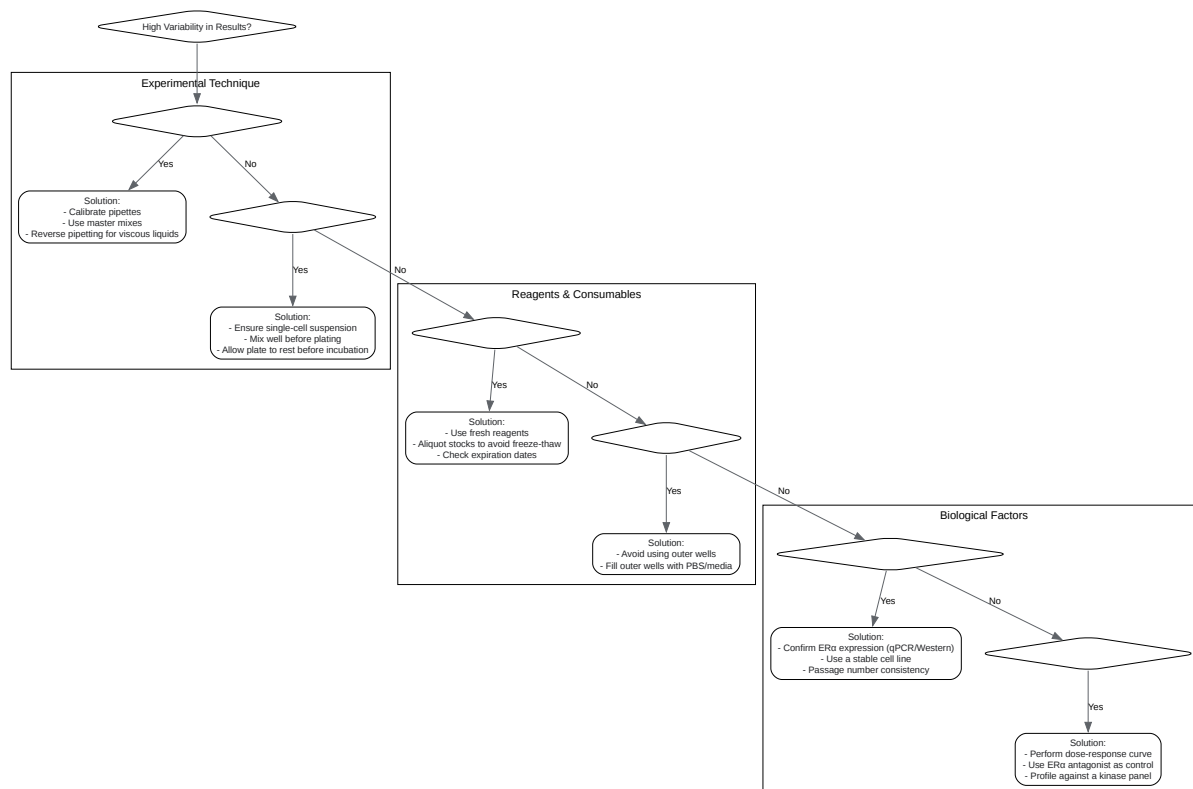 High Variability in Results?
Experimental Technique
Yes
No
Solution:
- Calibrate pipettes
- Use master mixes
- Reverse pipetting for viscous liquids
Yes
No
Solution:
- Ensure single-cell suspension
- Mix well before plating
- Allow plate to rest before incubation
Reagents & Consumables
Yes
No
Solution:
- Use fresh reagents
- Aliquot stocks to avoid freeze-thaw
- Check expiration dates
Yes
No
Solution:
- Avoid using outer wells
- Fill outer wells with PBS/media
Biological Factors
Yes
No
Solution:
- Confirm ERα expression (qPCR/Western)
- Use a stable cell line
- Passage number consistency
Yes
Solution:
- Perform dose-response curve
- Use ERα antagonist as control
- Profile against a kinase panel